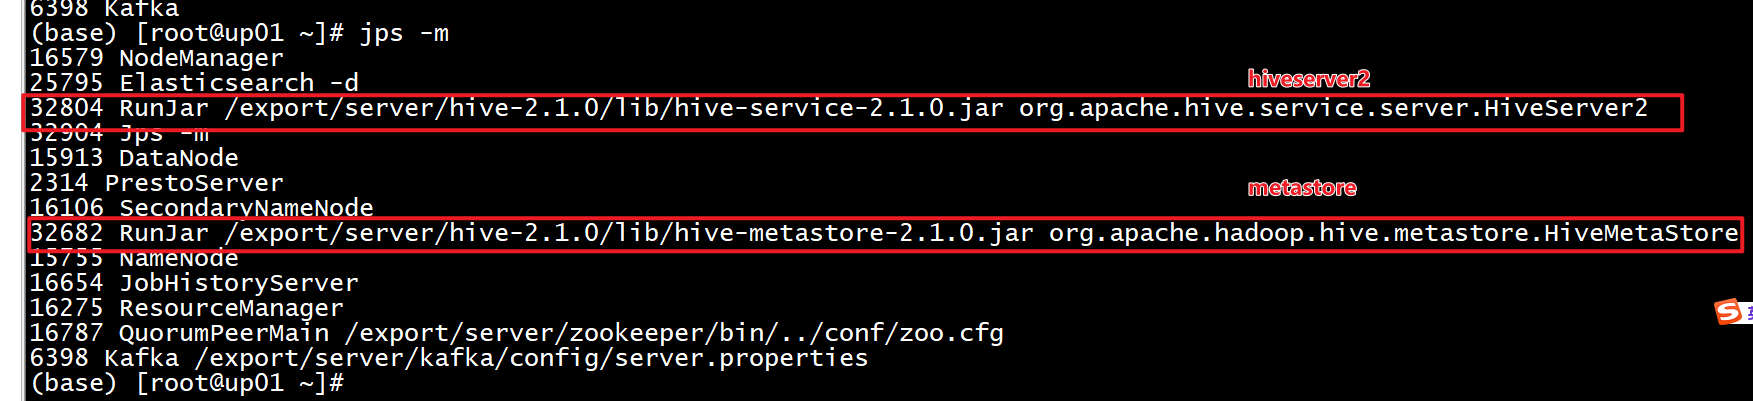 6398 Kafka
(base) [root@up01 ~]# jps -m
16579 NodeManager
25795 Elasticsearch -d
hiveserver2
32804 RunJar /export/server/hive-2.1.0/lib/hive-service-2.1.0.jar org.apache.hive.service.server.HiveServer2
32904 Jps -m
15913 DataNode
2314 PrestoServer
metastore
16106 SecondaryNameNode
32682 RunJar /export/server/hive-2.1.0/lib/hive-metastore-2.1.0.jar org.apache.hadoop.hive.metastore.HiveMetaStore
15755 NameNode
16654 JobHistoryServer
16275 ResourceManager
16787 QuorumPeerMain /export/server/zookeeper/bin/../conf/zoo.cfg
6398 Kafka /export/server/kafka/config/server.properties
(base) [root@up01 ~]#